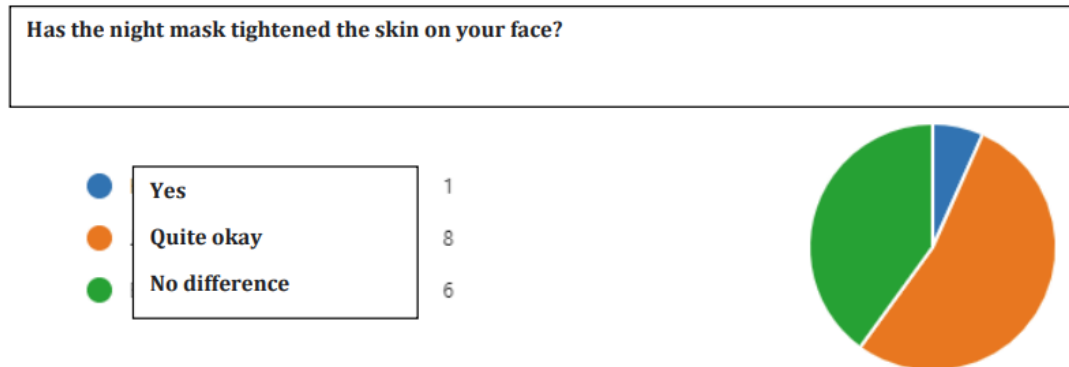 Has the night mask tightened the skin on your face?
Yes 1
Quite okay 8
No difference 6